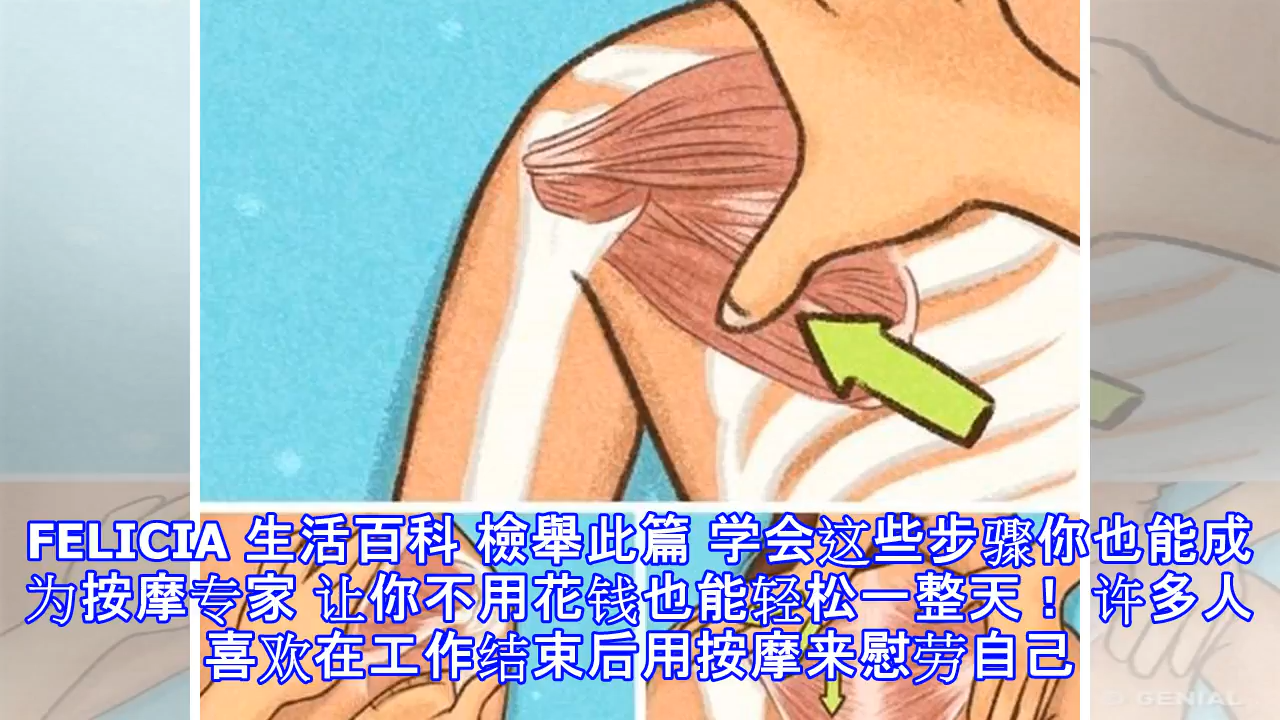 FELICIA 生活百科 檢舉此篇 学会这些步骤你也能成
为按摩专家 让你不用花钱也能轻松一整天！ 许多人
喜欢在工作结束后用按摩来慰劳自己
© GENIAL